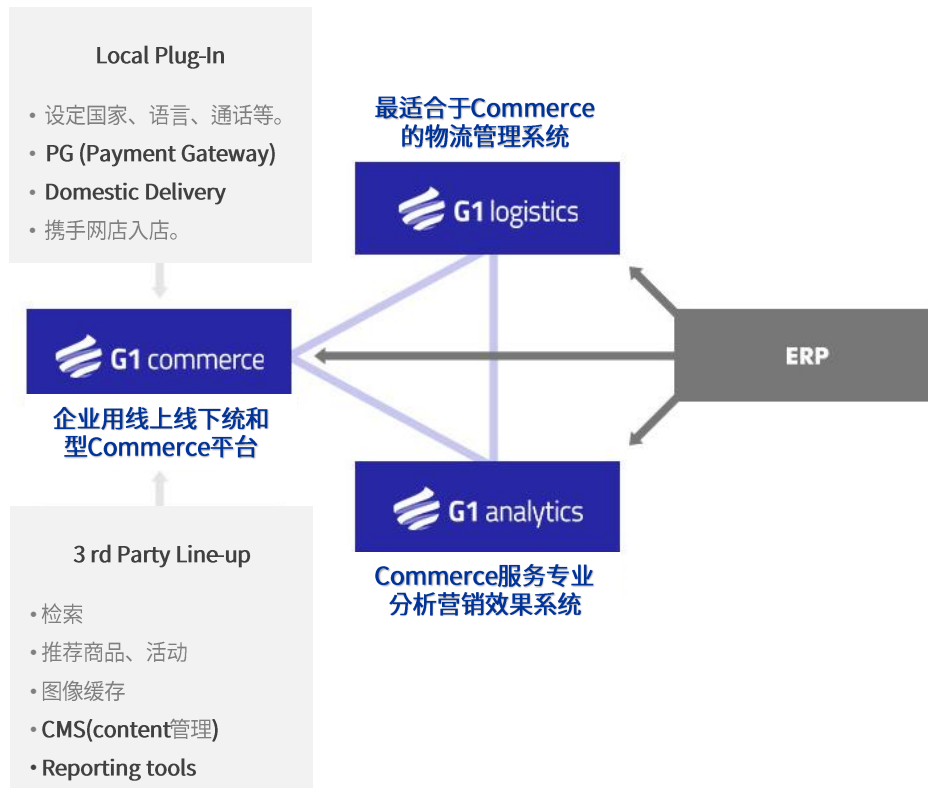 Local Plug-In
• 设定国家、语言、通话等。
• PG (Payment Gateway)
• Domestic Delivery
• 携手网店入店。
最适合于Commerce
的物流管理系统
G1 logistics
G1 commerce
企业用线上线下统和
型Commerce平台
ERP
G1 analytics
Commerce服务专业
分析营销效果系统
3 rd Party Line-up
• 检索
• 推荐商品、活动
• 图像缓存
• CMS(content管理)
• Reporting tools